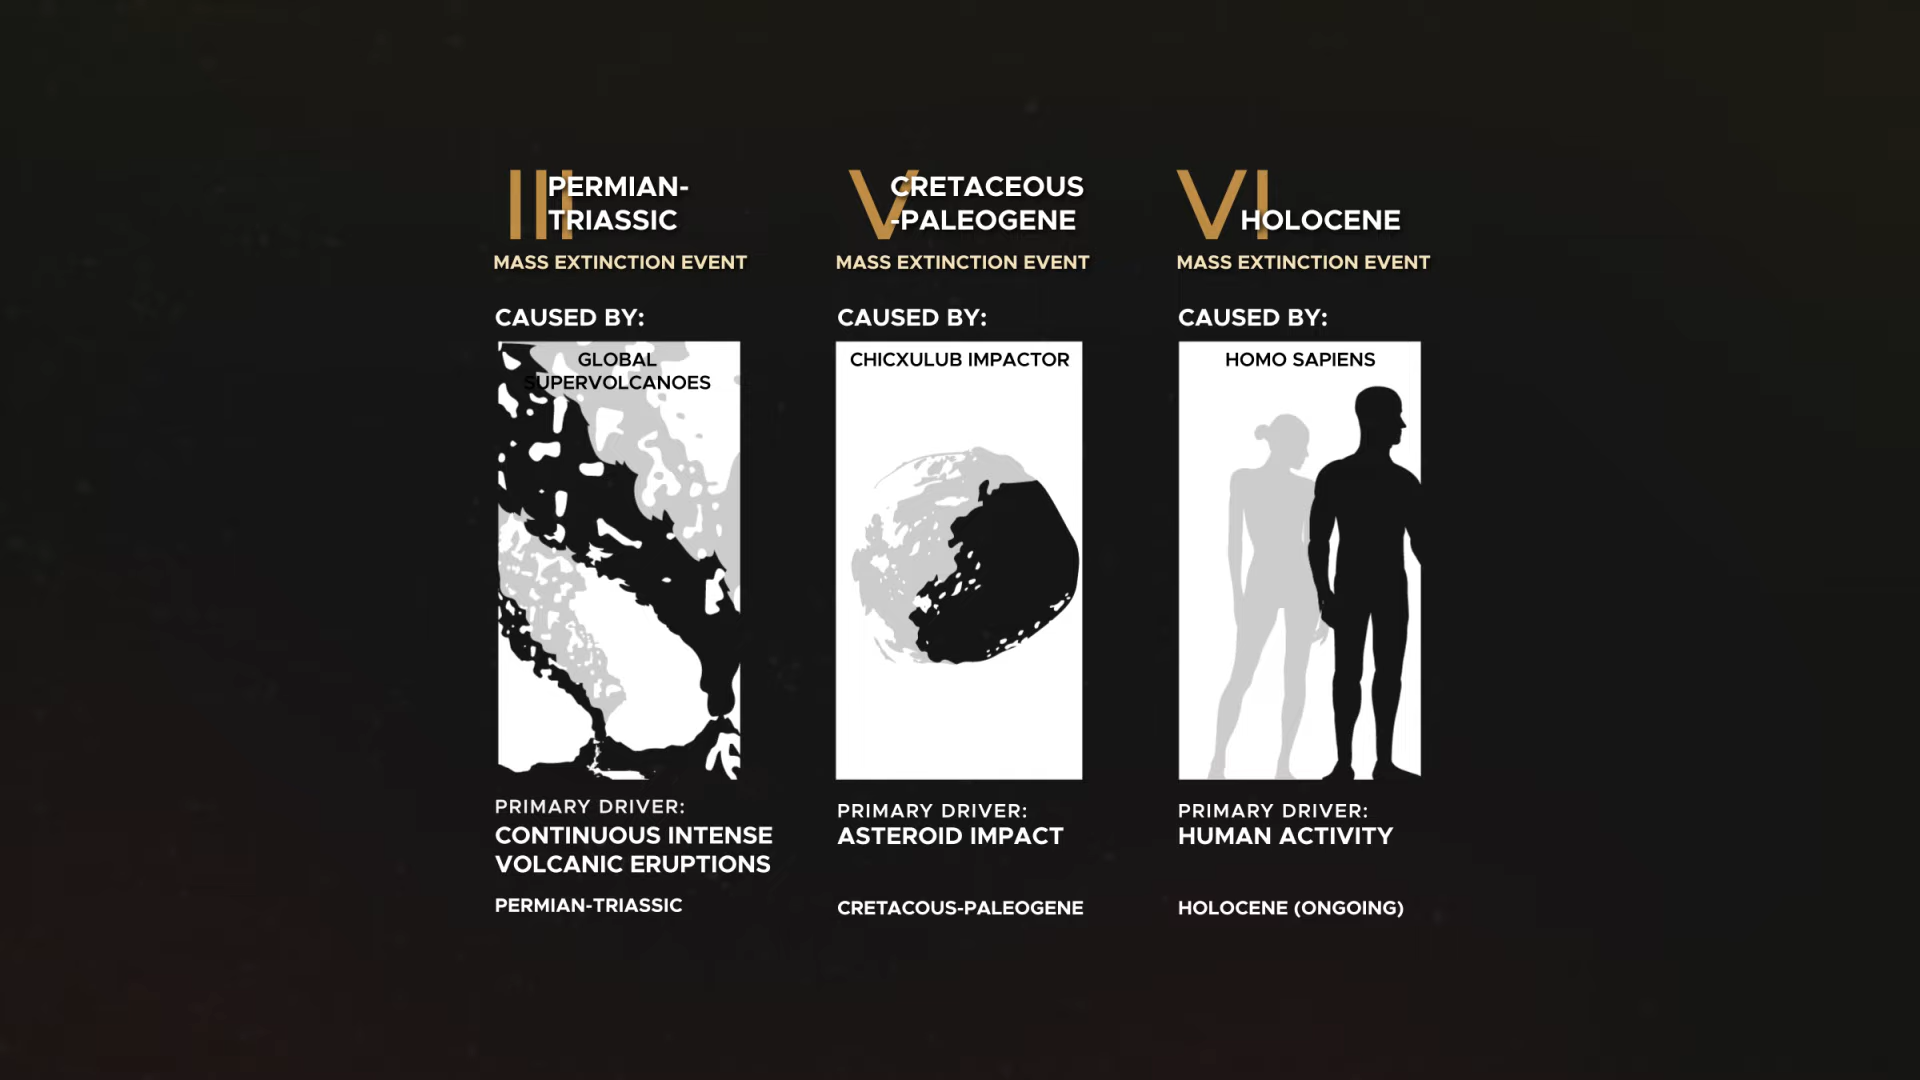 III PERMIAN-
TRIASSIC
MASS EXTINCTION EVENT
CAUSED BY:
GLOBAL
SUPERVOLCANOES
PRIMARY DRIVER:
CONTINUOUS INTENSE
VOLCANIC ERUPTIONS
PERMIAN-TRIASSIC
V CRETACEOUS
-PALEOGENE
MASS EXTINCTION EVENT
CAUSED BY:
CHICXULUB IMPACTOR
PRIMARY DRIVER:
ASTEROID IMPACT
CRETACOUS-PALEOGENE
VI HOLOCENE
MASS EXTINCTION EVENT
CAUSED BY:
HOMO SAPIENS
PRIMARY DRIVER:
HUMAN ACTIVITY
HOLOCENE (ONGOING)